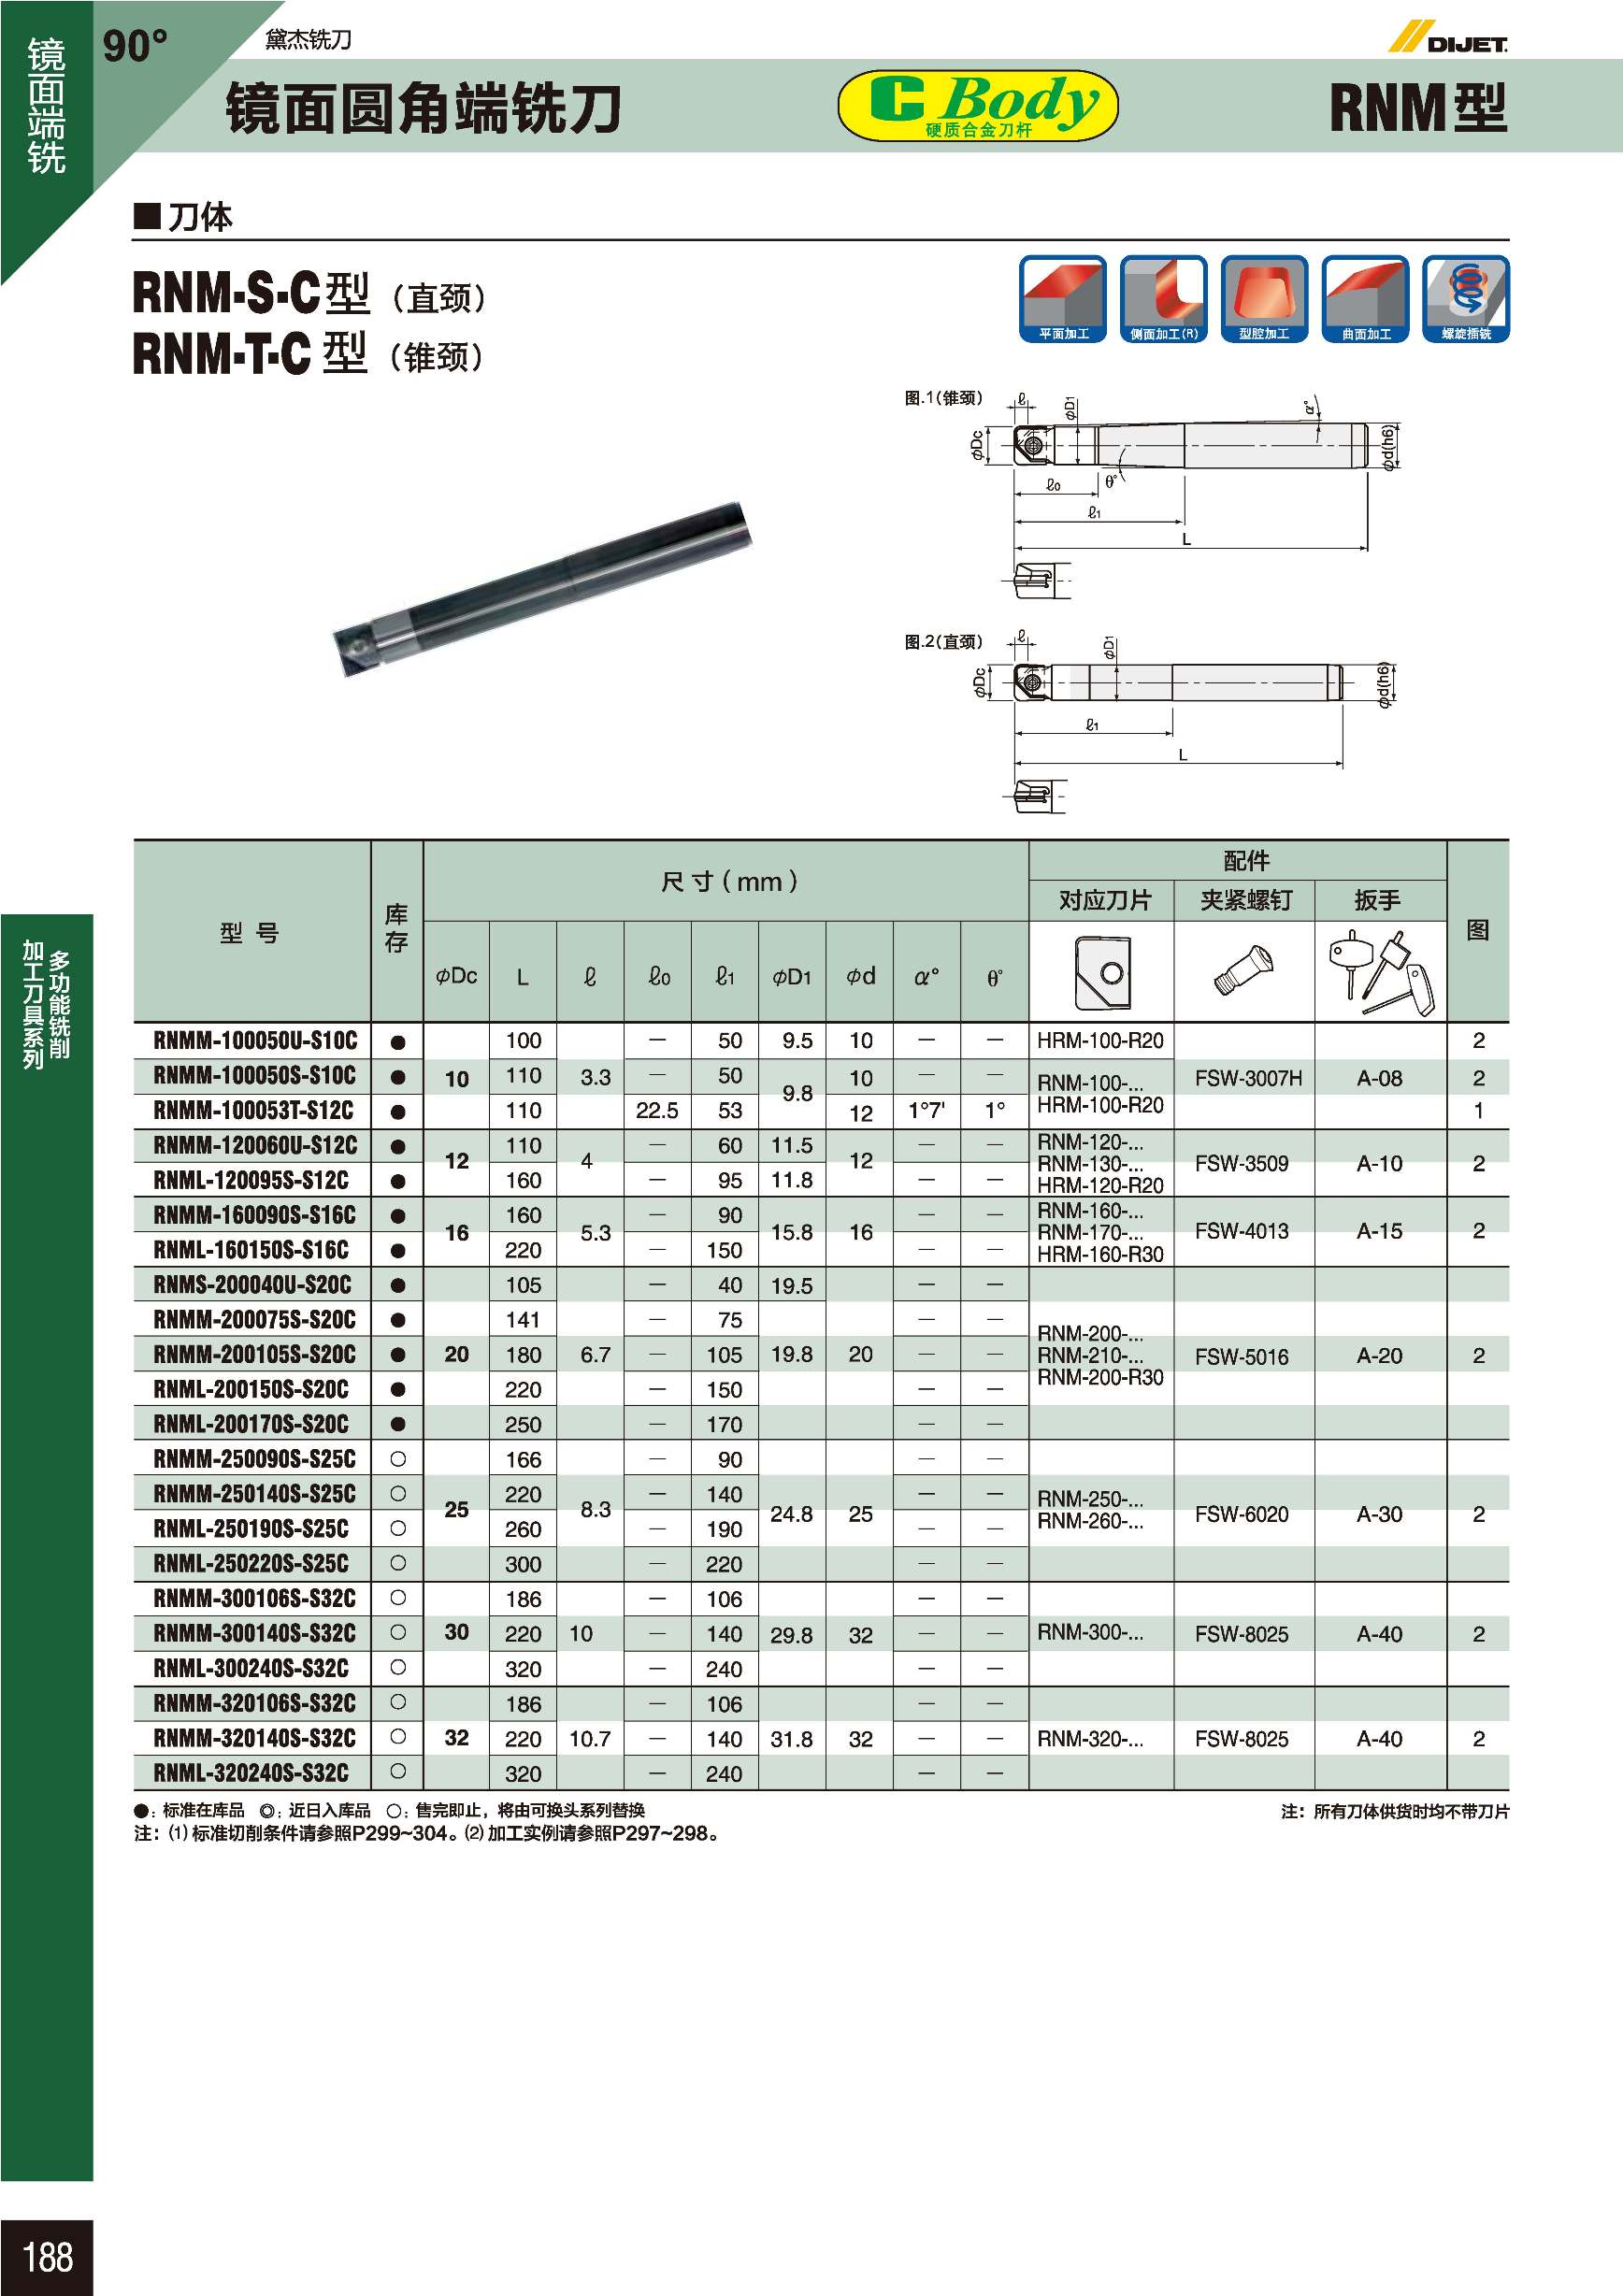 镜面端铣
90°
黛杰铣刀
DIJET
镜面圆角端铣刀
C Body
硬质合金刀杆
RNM型
■刀体
RNM-S-C型（直颈）
RNM-T-C 型（锥颈）
平面加工 侧面加工(R) 型腔加工 曲面加工 螺旋插铣
图.1(锥颈)
ℓ φD1 α° φDc φd(h6) ℓ0 θ° ℓ1 L
图.2(直颈)
ℓ φD1 φDc φd(h6) ℓ1 L
型 号 库存 尺 寸（mm） 配件 图
对应刀片 夹紧螺钉 扳手
φDc L ℓ ℓ0 ℓ1 φD1 φd α° θ°
RNMM-100050U-S10C ● 100 — 50 9.5 10 — — HRM-100-R20 2
RNMM-100050S-S10C ● 10 110 3.3 — 50 9.8 10 — — RNM-100-... FSW-3007H A-08 2
RNMM-100053T-S12C ● 110 22.5 53 12 1°7' 1° HRM-100-R20 1
RNMM-120060U-S12C ● 12 110 4 — 60 11.5 12 — — RNM-120-...
RNM-130-... FSW-3509 A-10 2
RNML-120095S-S12C ● 160 — 95 11.8 — — HRM-120-R20
RNMM-160090S-S16C ● 16 160 5.3 — 90 15.8 16 — — RNM-160-...
RNM-170-... FSW-4013 A-15 2
RNML-160150S-S16C ● 220 — 150 — — HRM-160-R30
RNMS-200040U-S20C ● 105 — 40 19.5 — —
RNMM-200075S-S20C ● 141 — 75 — — RNM-200-...
RNMM-200105S-S20C ● 20 180 6.7 — 105 19.8 20 — — RNM-210-... FSW-5016 A-20 2
RNML-200150S-S20C ● 220 — 150 — — RNM-200-R30
RNML-200170S-S20C ● 250 — 170 — —
RNMM-250090S-S25C ○ 166 — 90 — —
RNMM-250140S-S25C ○ 25 220 8.3 — 140 24.8 25 — — RNM-250-... FSW-6020 A-30 2
RNML-250190S-S25C ○ 260 — 190 — — RNM-260-...
RNML-250220S-S25C ○ 300 — 220 — —
RNMM-300106S-S32C ○ 186 — 106 — —
RNMM-300140S-S32C ○ 30 220 10 — 140 29.8 32 — — RNM-300-... FSW-8025 A-40 2
RNML-300240S-S32C ○ 320 — 240 — —
RNMM-320106S-S32C ○ 186 — 106 — —
RNMM-320140S-S32C ○ 32 220 10.7 — 140 31.8 32 — — RNM-320-... FSW-8025 A-40 2
RNML-320240S-S32C ○ 320 — 240 — —
●：标准在库品 ◎：近日入库品 ○：售完即止，将由可换头系列替换
注：所有刀体供货时均不带刀片
注：⑴ 标准切削条件请参照P299~304。⑵ 加工实例请参照P297~298。
多功能铣削
加工刀具系列
188